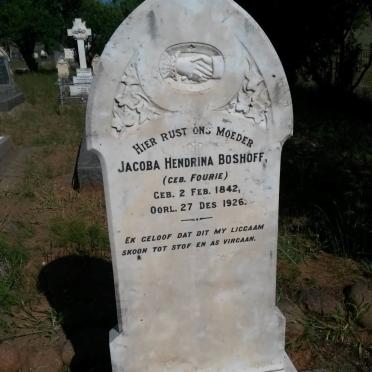 HIER RUST ONS MOEDER
JACOBA HENDRINA BOSHOFF,
(GEB. FOURIE)
GEB. 2 FEB. 1842,
OORL. 27 DES 1926.
EK GELOOF DAT DIT MY LIGGAAM
SKOON TOT STOF EN AS VIRGAAN.